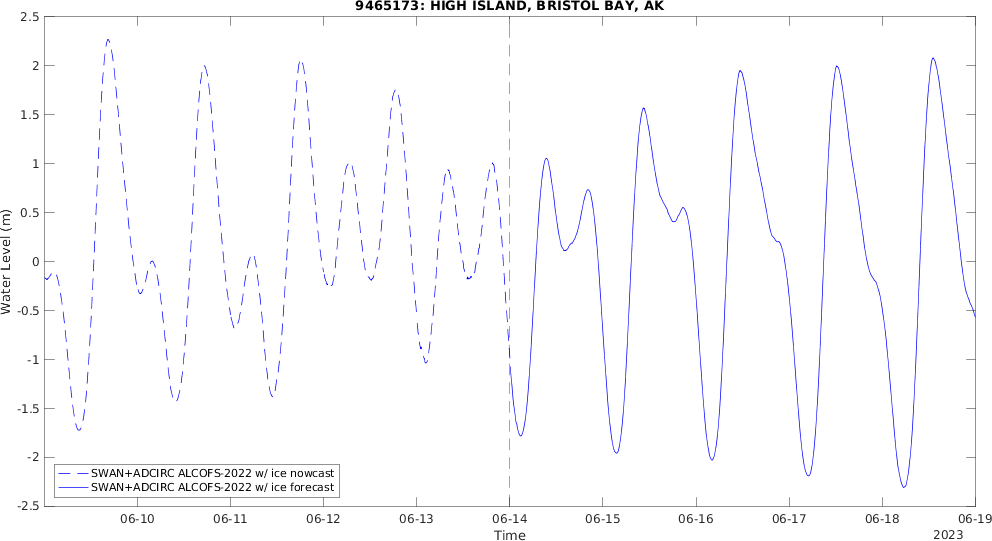 9465173: HIGH ISLAND, BRISTOL BAY, AK
2.5
2
1.5
1
0.5
0
-0.5
-1
-1.5
-2
-2.5
Water Level (m)
SWAN+ADCIRC ALCOFS-2022 w/ ice nowcast
SWAN+ADCIRC ALCOFS-2022 w/ ice forecast
06-10 06-11 06-12 06-13 06-14 06-15 06-16 06-17 06-18 06-19
Time
2023